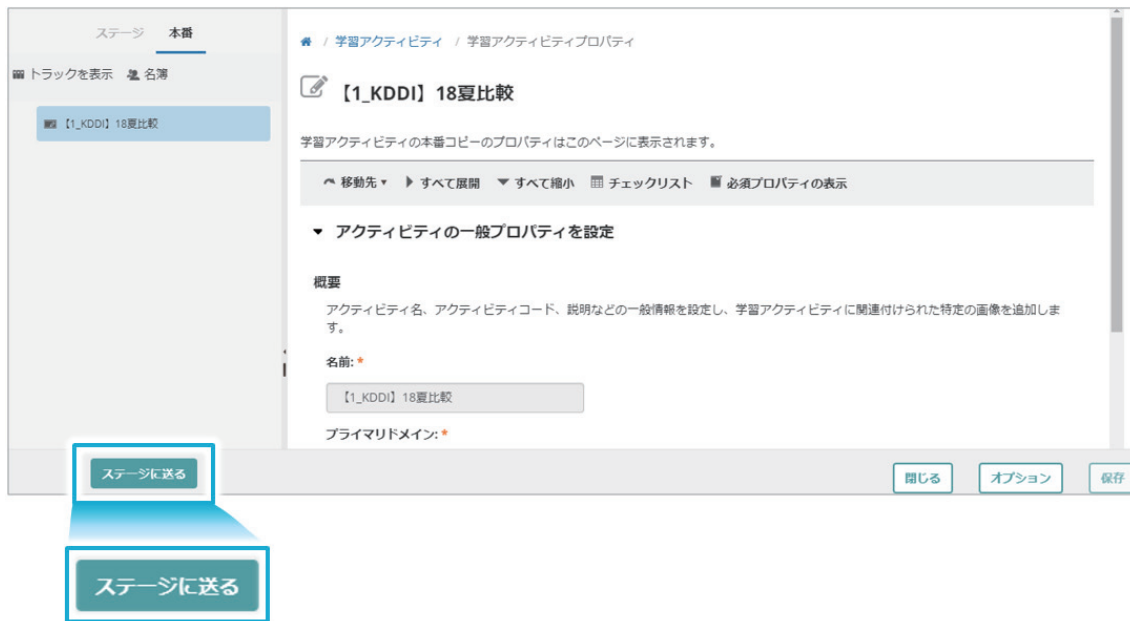 ステージ 本番
トラックを表示 名簿
【1_KDDI】18夏比較
/ 学習アクティビティ / 学習アクティビティプロパティ
【1_KDDI】18夏比較
学習アクティビティの本番コピーのプロパティはこのページに表示されます。
移動先 すべて展開 すべて縮小 チェックリスト 必須プロパティの表示
アクティビティの一般プロパティを設定
概要
アクティビティ名、アクティビティコード、説明などの一般情報を設定し、学習アクティビティに関連付けられた特定の画像を追加しま
す。
名前:*
【1_KDDI】18夏比較
プライマリドメイン:*
ステージに送る
閉じる オプション 保存
ステージに送る